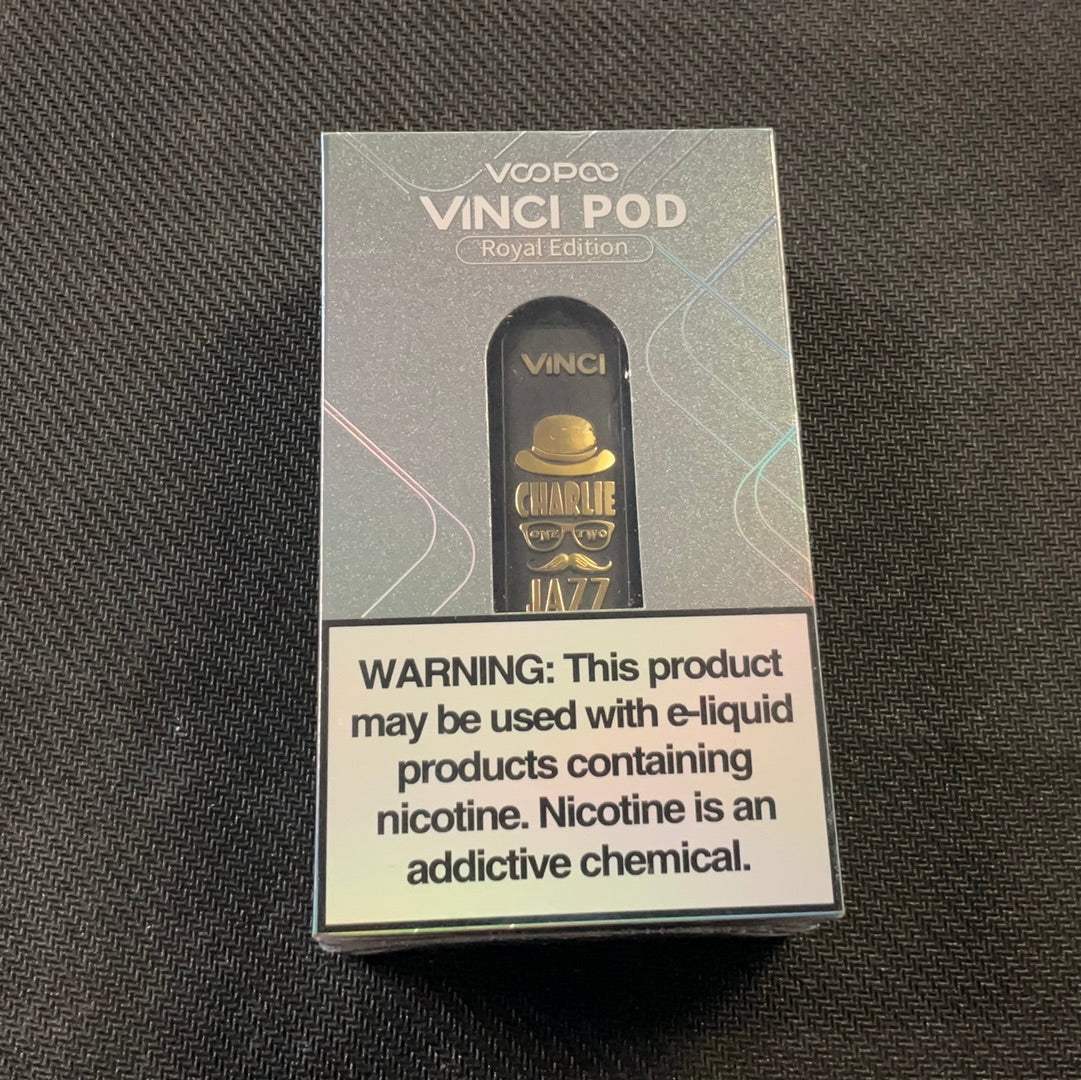 VOOPOO
VINCI POD
Royal Edition
VINCI
CHARLIE
ONE TWO
JAZZ
WARNING: This product
may be used with e-liquid
products containing
nicotine. Nicotine is an
addictive chemical.